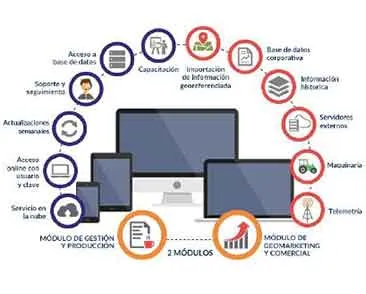 Acceso a
base de datos
Capacitación
Importación
de Información
georeferenciada
Base de datos
corporativa
Soporte y
seguimiento
Información
histórica
Actualizaciones
semanales
Servidores
externos
Acceso
online con
usuario
y clave
Maquinaria
Servicio en
la nube
Telemetría
MÓDULO DE GESTIÓN
Y PRODUCCIÓN
2 MÓDULOS
MÓDULO DE
GEOMARKETING
Y COMERCIAL